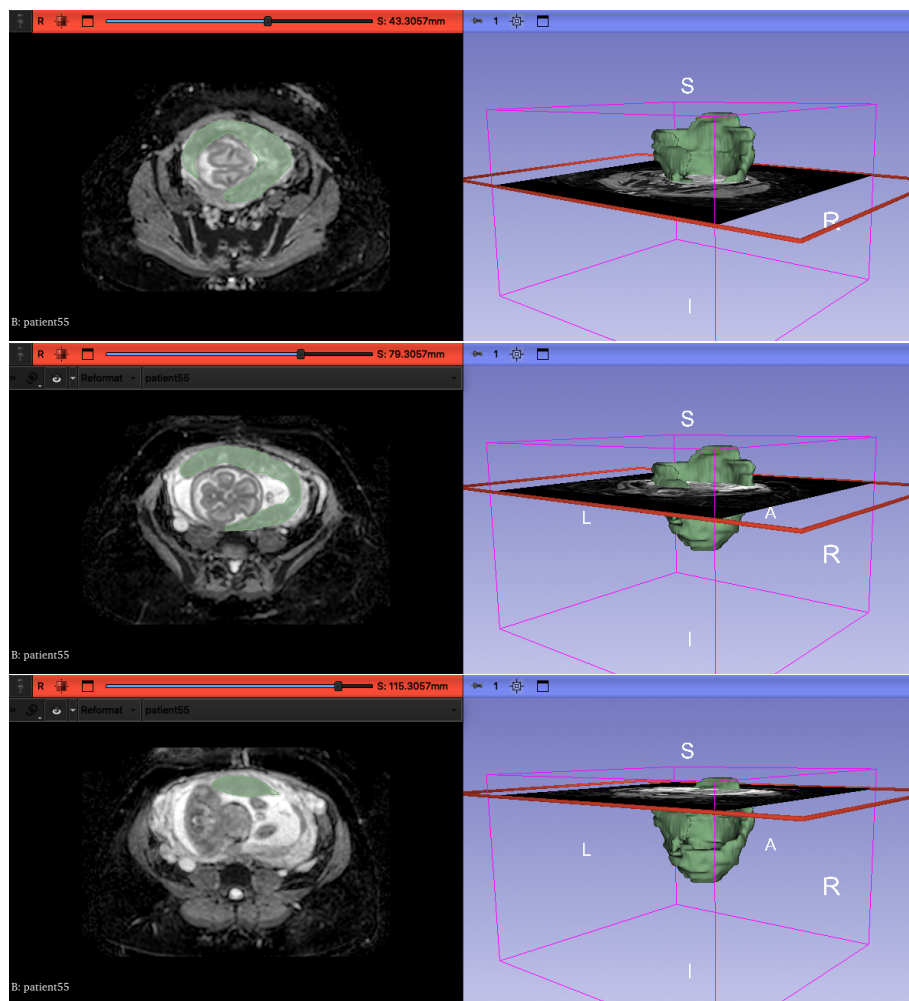 R S: 43.3057mm 1
S
R
I
B: patient55
R S: 79.3057mm 1
Reformat patient55
S
L A
R
I
B: patient55
R S: 115.3057mm 1
Reformat patient55
S
L A
R
I
B: patient55